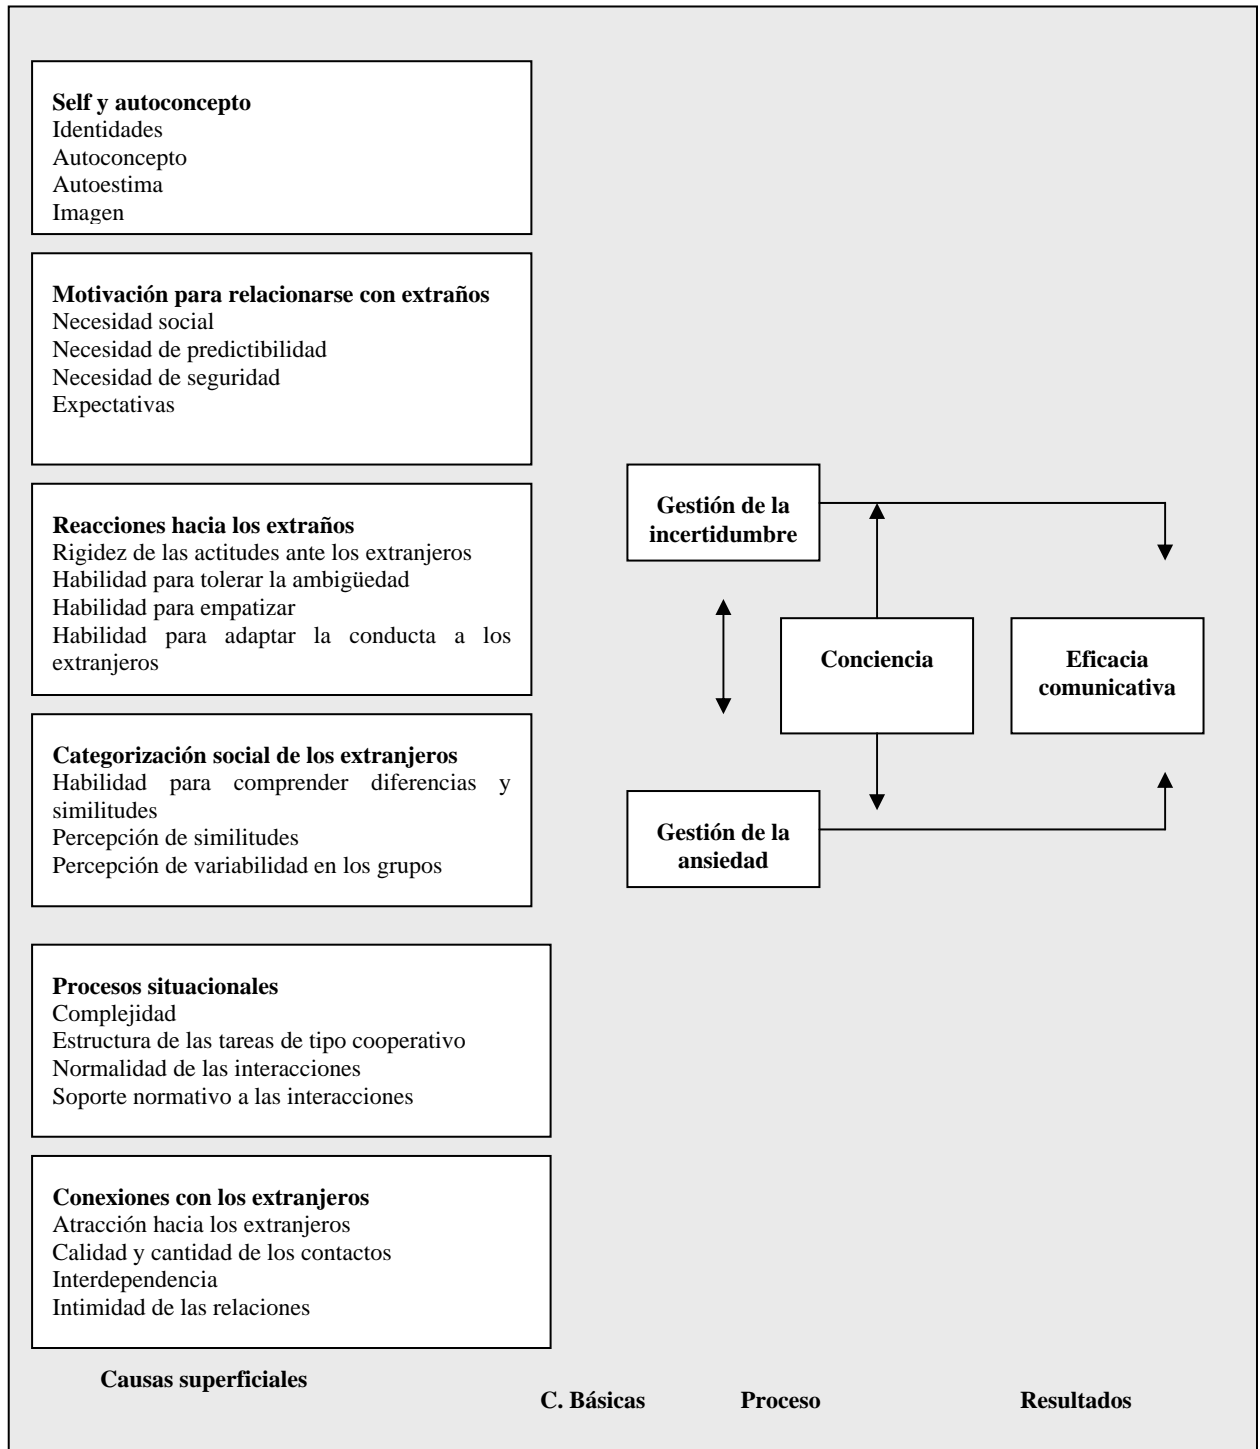 Self y autoconcepto
Identidades
Autoconcepto
Autoestima
Imagen
Motivación para relacionarse con extraños
Necesidad social
Necesidad de predictibilidad
Necesidad de seguridad
Expectativas
Reacciones hacia los extraños
Rigidez de las actitudes ante los extranjeros
Habilidad para tolerar la ambigüedad
Habilidad para empatizar
Habilidad para adaptar la conducta a los
extranjeros
Categorización social de los extranjeros
Habilidad para comprender diferencias y
similitudes
Percepción de similitudes
Percepción de variabilidad en los grupos
Procesos situacionales
Complejidad
Estructura de las tareas de tipo cooperativo
Normalidad de las interacciones
Soporte normativo a las interacciones
Conexiones con los extranjeros
Atracción hacia los extranjeros
Calidad y cantidad de los contactos
Interdependencia
Intimidad de las relaciones
Gestión de la
incertidumbre
Conciencia
Eficacia
comunicativa
Gestión de la
ansiedad
Causas superficiales
C. Básicas
Proceso
Resultados